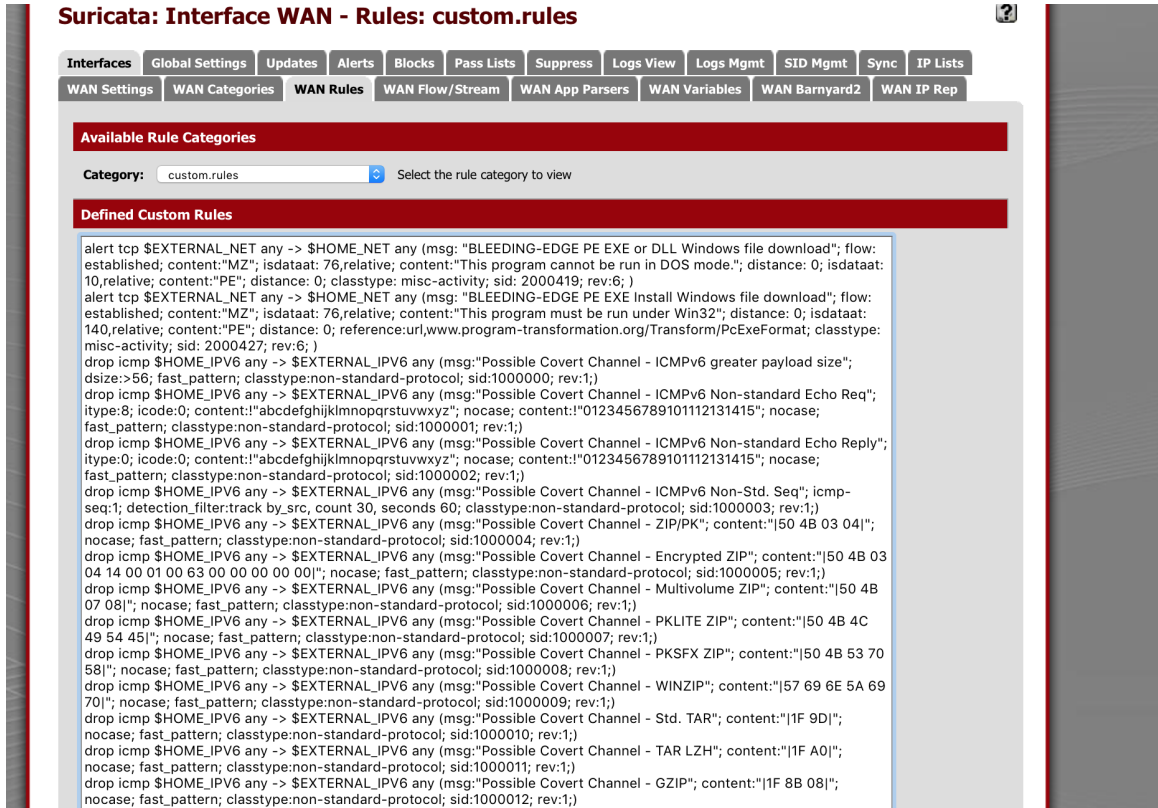 Suricata: Interface WAN - Rules: custom.rules
?
Interfaces Global Settings Updates Alerts Blocks Pass Lists Suppress Logs View Logs Mgmt SID Mgmt Sync IP Lists
WAN Settings WAN Categories WAN Rules WAN Flow/Stream WAN App Parsers WAN Variables WAN Barnyard2 WAN IP Rep
Available Rule Categories
Category: custom.rules Select the rule category to view
Defined Custom Rules
alert tcp $EXTERNAL_NET any -> $HOME_NET any (msg: "BLEEDING-EDGE PE EXE or DLL Windows file download"; flow:
established; content:"MZ"; isdataat: 76,relative; content:"This program cannot be run in DOS mode."; distance: 0; isdataat:
10,relative; content:"PE"; distance: 0; classtype: misc-activity; sid: 2000419; rev:6; )
alert tcp $EXTERNAL_NET any -> $HOME_NET any (msg: "BLEEDING-EDGE PE EXE Install Windows file download"; flow:
established; content:"MZ"; isdataat: 76,relative; content:"This program must be run under Win32"; distance: 0; isdataat:
140,relative; content:"PE"; distance: 0; reference:url,www.program-transformation.org/Transform/PcExeFormat; classtype:
misc-activity; sid: 2000427; rev:6; )
drop icmp $HOME_IPV6 any -> $EXTERNAL_IPV6 any (msg:"Possible Covert Channel - ICMPv6 greater payload size";
dsize:>56; fast_pattern; classtype:non-standard-protocol; sid:1000000; rev:1;)
drop icmp $HOME_IPV6 any -> $EXTERNAL_IPV6 any (msg:"Possible Covert Channel - ICMPv6 Non-standard Echo Req";
itype:8; icode:0; content:!"abcdefghijklmnopqrstuvwxyz"; nocase; content:!"0123456789101112131415"; nocase;
fast_pattern; classtype:non-standard-protocol; sid:1000001; rev:1;)
drop icmp $HOME_IPV6 any -> $EXTERNAL_IPV6 any (msg:"Possible Covert Channel - ICMPv6 Non-standard Echo Reply";
itype:0; icode:0; content:!"abcdefghijklmnopqrstuvwxyz"; nocase; content:!"0123456789101112131415"; nocase;
fast_pattern; classtype:non-standard-protocol; sid:1000002; rev:1;)
drop icmp $HOME_IPV6 any -> $EXTERNAL_IPV6 any (msg:"Possible Covert Channel - ICMPv6 Non-Std. Seq"; icmp-
seq:1; detection_filter:track by_src, count 30, seconds 60; classtype:non-standard-protocol; sid:1000003; rev:1;)
drop icmp $HOME_IPV6 any -> $EXTERNAL_IPV6 any (msg:"Possible Covert Channel - ZIP/PK"; content:"|50 4B 03 04|";
nocase; fast_pattern; classtype:non-standard-protocol; sid:1000004; rev:1;)
drop icmp $HOME_IPV6 any -> $EXTERNAL_IPV6 any (msg:"Possible Covert Channel - Encrypted ZIP"; content:"|50 4B 03
04 14 00 01 00 63 00 00 00 00 00|"; nocase; fast_pattern; classtype:non-standard-protocol; sid:1000005; rev:1;)
drop icmp $HOME_IPV6 any -> $EXTERNAL_IPV6 any (msg:"Possible Covert Channel - Multivolume ZIP"; content:"|50 4B
07 08|"; nocase; fast_pattern; classtype:non-standard-protocol; sid:1000006; rev:1;)
drop icmp $HOME_IPV6 any -> $EXTERNAL_IPV6 any (msg:"Possible Covert Channel - PKLITE ZIP"; content:"|50 4B 4C
49 54 45|"; nocase; fast_pattern; classtype:non-standard-protocol; sid:1000007; rev:1;)
drop icmp $HOME_IPV6 any -> $EXTERNAL_IPV6 any (msg:"Possible Covert Channel - PKSFX ZIP"; content:"|50 4B 53 70
58|"; nocase; fast_pattern; classtype:non-standard-protocol; sid:1000008; rev:1;)
drop icmp $HOME_IPV6 any -> $EXTERNAL_IPV6 any (msg:"Possible Covert Channel - WINZIP"; content:"|57 69 6E 5A 69
70|"; nocase; fast_pattern; classtype:non-standard-protocol; sid:1000009; rev:1;)
drop icmp $HOME_IPV6 any -> $EXTERNAL_IPV6 any (msg:"Possible Covert Channel - Std. TAR"; content:"|1F 9D|";
nocase; fast_pattern; classtype:non-standard-protocol; sid:1000010; rev:1;)
drop icmp $HOME_IPV6 any -> $EXTERNAL_IPV6 any (msg:"Possible Covert Channel - TAR LZH"; content:"|1F A0|";
nocase; fast_pattern; classtype:non-standard-protocol; sid:1000011; rev:1;)
drop icmp $HOME_IPV6 any -> $EXTERNAL_IPV6 any (msg:"Possible Covert Channel - GZIP"; content:"|1F 8B 08|";
nocase; fast_pattern; classtype:non-standard-protocol; sid:1000012; rev:1;)